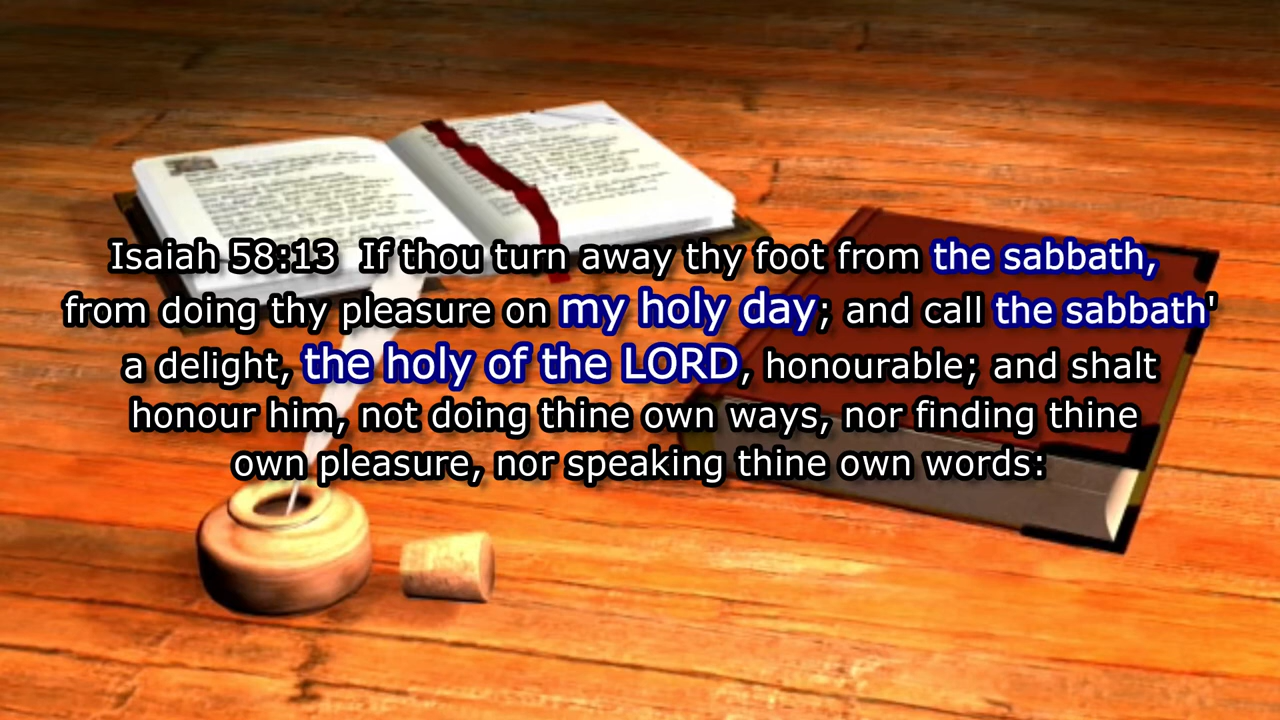 Isaiah 58:13  If thou turn away thy foot from the sabbath,
from doing thy pleasure on my holy day; and call the sabbath'
a delight, the holy of the LORD, honourable; and shalt
honour him, not doing thine own ways, nor finding thine
own pleasure, nor speaking thine own words: